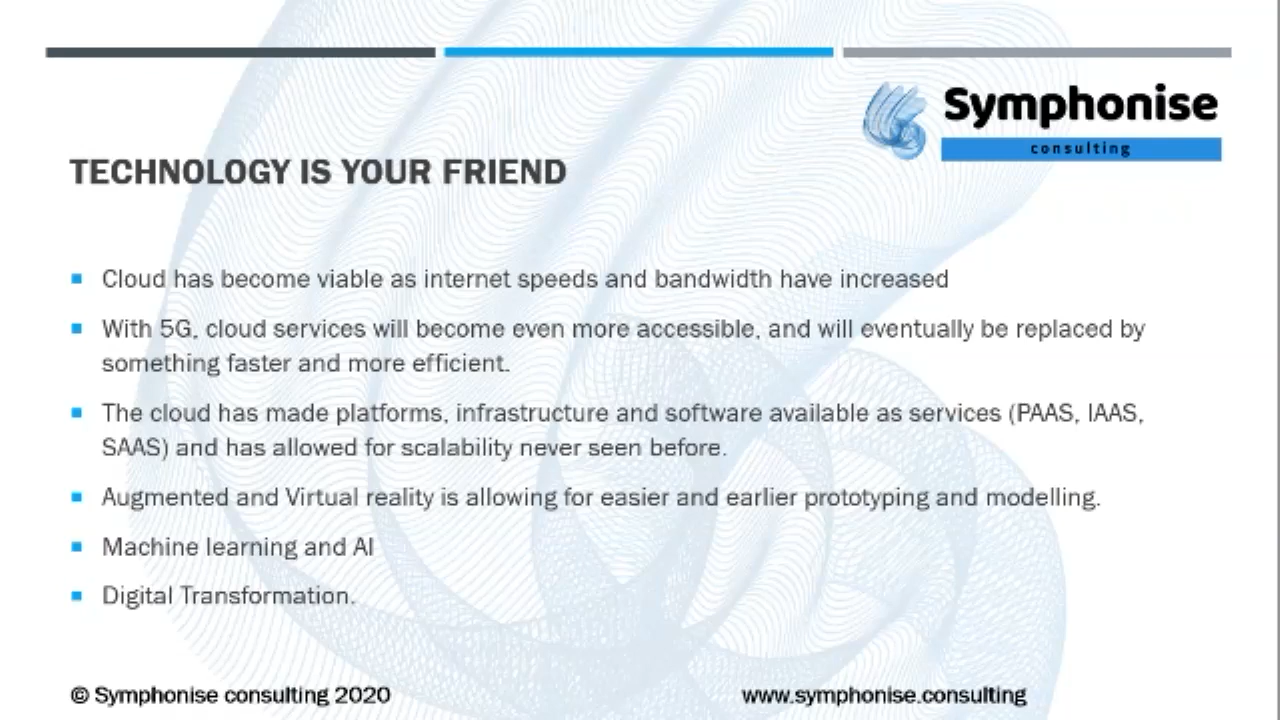 Symphonise
consulting
TECHNOLOGY IS YOUR FRIEND
Cloud has become viable as internet speeds and bandwidth have increased
With 5G, cloud services will become even more accessible, and will eventually be replaced by
something faster and more efficient.
The cloud has made platforms, infrastructure and software available as services (PAAS, IAAS,
SAAS) and has allowed for scalability never seen before.
Augmented and Virtual reality is allowing for easier and earlier prototyping and modelling.
Machine learning and AI
Digital Transformation.
© Symphonise consulting 2020
www.symphonise.consulting